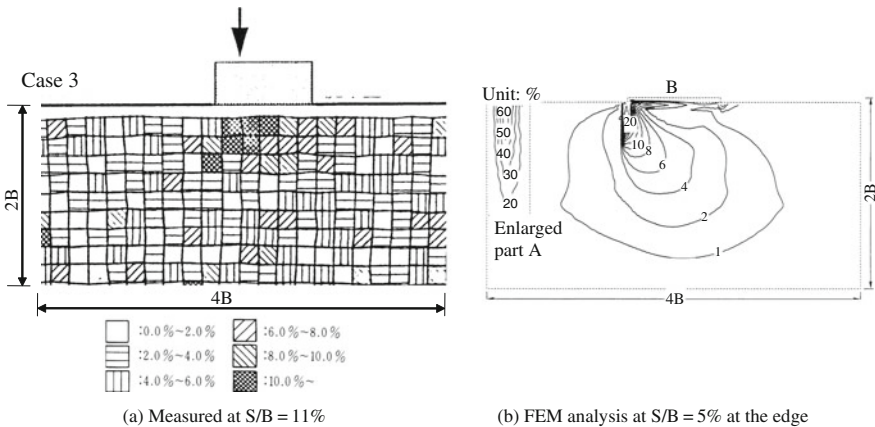 Case 3
2B
4B
:0.0%~2.0%
:2.0%~4.0%
:4.0%~6.0%
:6.0%~8.0%
:8.0%~10.0%
:10.0%~
(a) Measured at S/B = 11%
Unit: %
B
60
50
40
30
20
Enlarged
part A
20
10
8
6
4
2
1
2B
4B
(b) FEM analysis at S/B = 5% at the edge